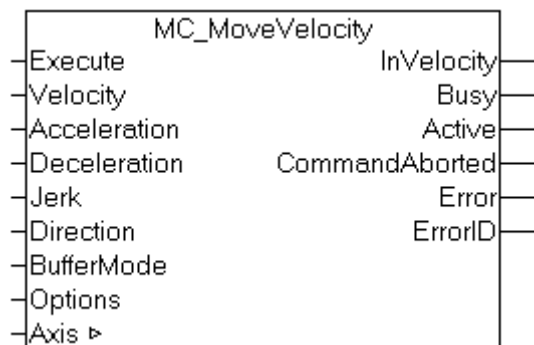 MC_MoveVelocity
Execute InVelocity
Velocity Busy
Acceleration Active
Deceleration CommandAborted
Jerk Error
Direction ErrorID
BufferMode
Options
Axis